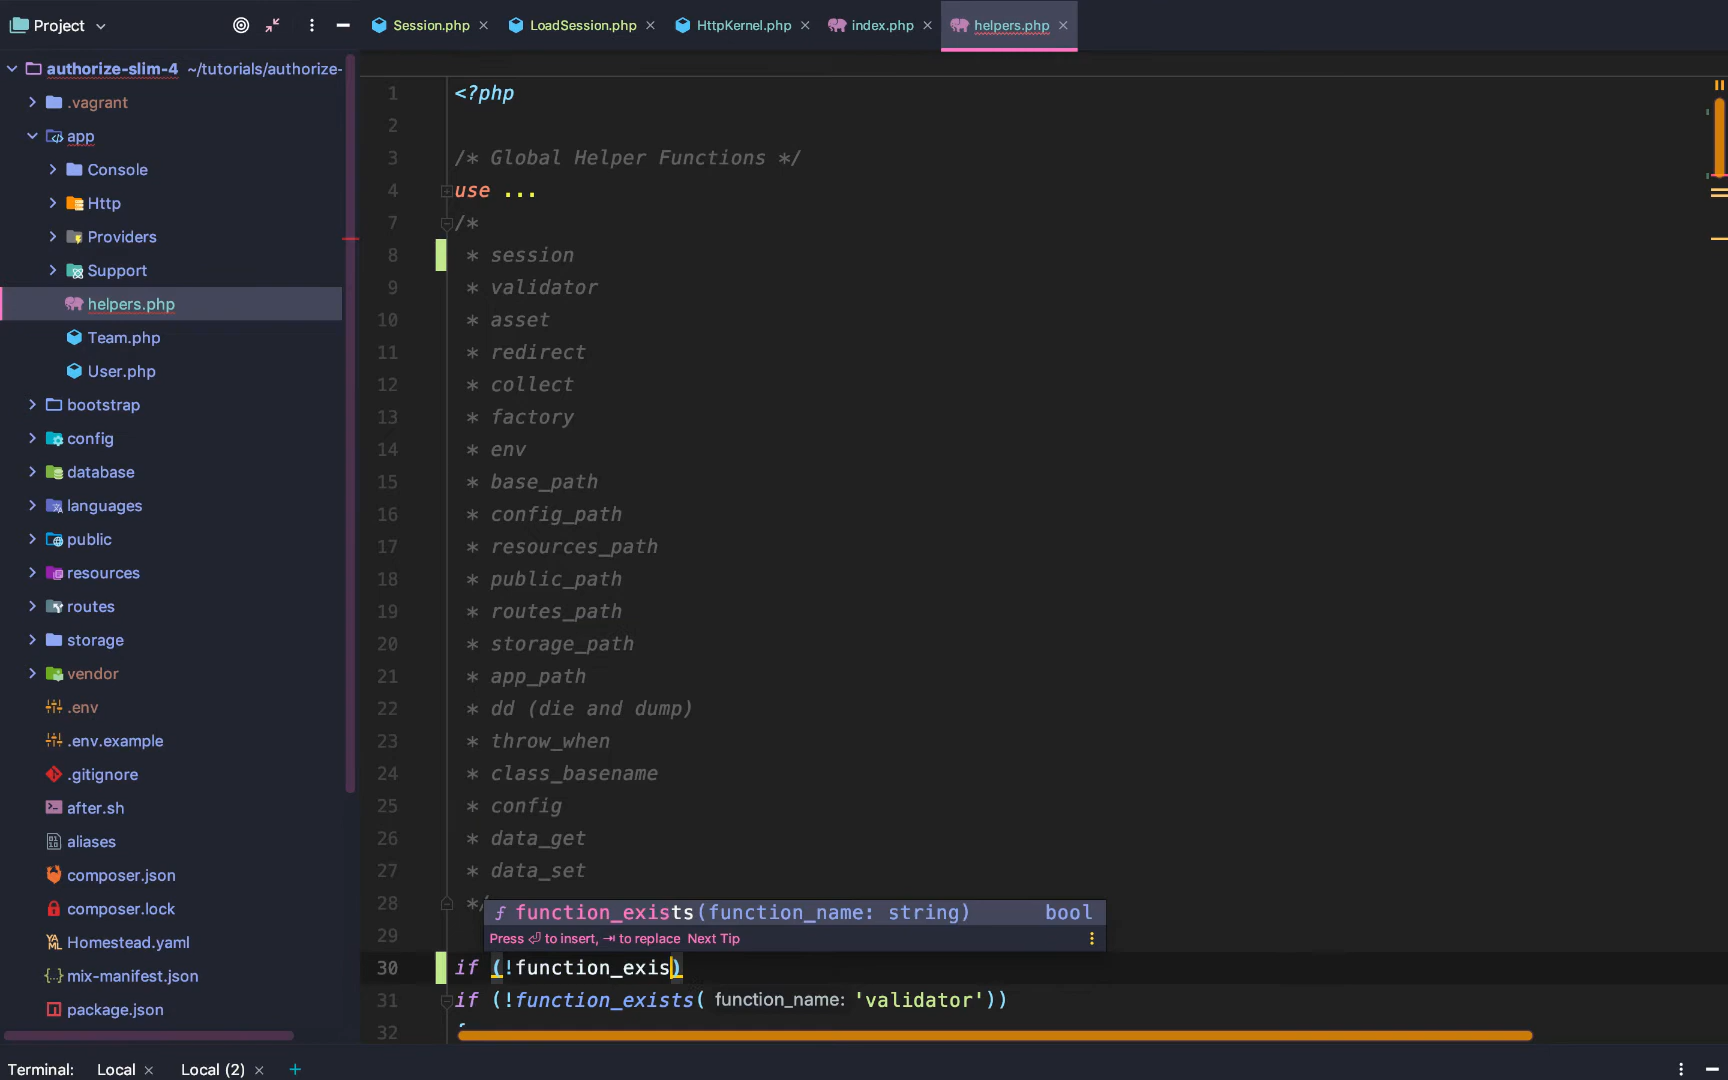 Project
Session.php
LoadSession.php
HttpKernel.php
index.php
helpers.php
authorize-slim-4 ~/tutorials/authorize-
.vagrant
app
Console
Http
Providers
Support
helpers.php
Team.php
User.php
bootstrap
config
database
languages
public
resources
routes
storage
vendor
.env
.env.example
.gitignore
after.sh
aliases
composer.json
composer.lock
Homestead.yaml
mix-manifest.json
package.json
1 <?php
2
3 /* Global Helper Functions */
4 use ...
7 /*
8 * session
9 * validator
10 * asset
11 * redirect
12 * collect
13 * factory
14 * env
15 * base_path
16 * config_path
17 * resources_path
18 * public_path
19 * routes_path
20 * storage_path
21 * app_path
22 * dd (die and dump)
23 * throw_when
24 * class_basename
25 * config
26 * data_get
27 * data_set
28 */
f function_exists(function_name: string) bool
29
Press ⏎ to insert, ⇥ to replace Next Tip
30 if (!function_exis)
31 if (!function_exists( function_name: 'validator'))
32 {
Terminal: Local Local (2) +